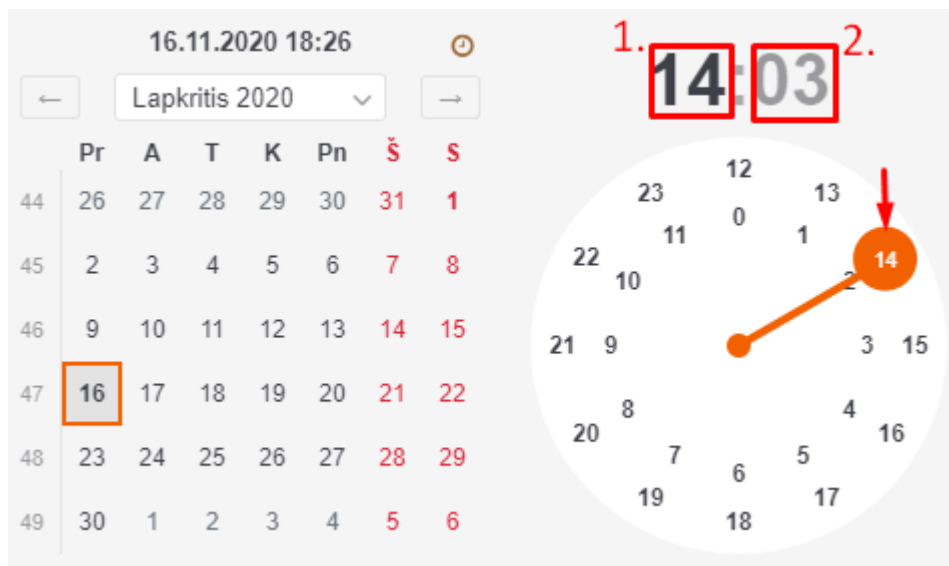 16.11.2020 18:26
← Lapkritis 2020 →
Pr A T K Pn Š S
44 26 27 28 29 30 31 1
45 2 3 4 5 6 7 8
46 9 10 11 12 13 14 15
47 16 17 18 19 20 21 22
48 23 24 25 26 27 28 29
49 30 1 2 3 4 5 6
1. 14:03 2.
12
23 13
0
11 1
22 14
10 2
21 9 3 15
8 4
20 16
7 5
6
19 17
18